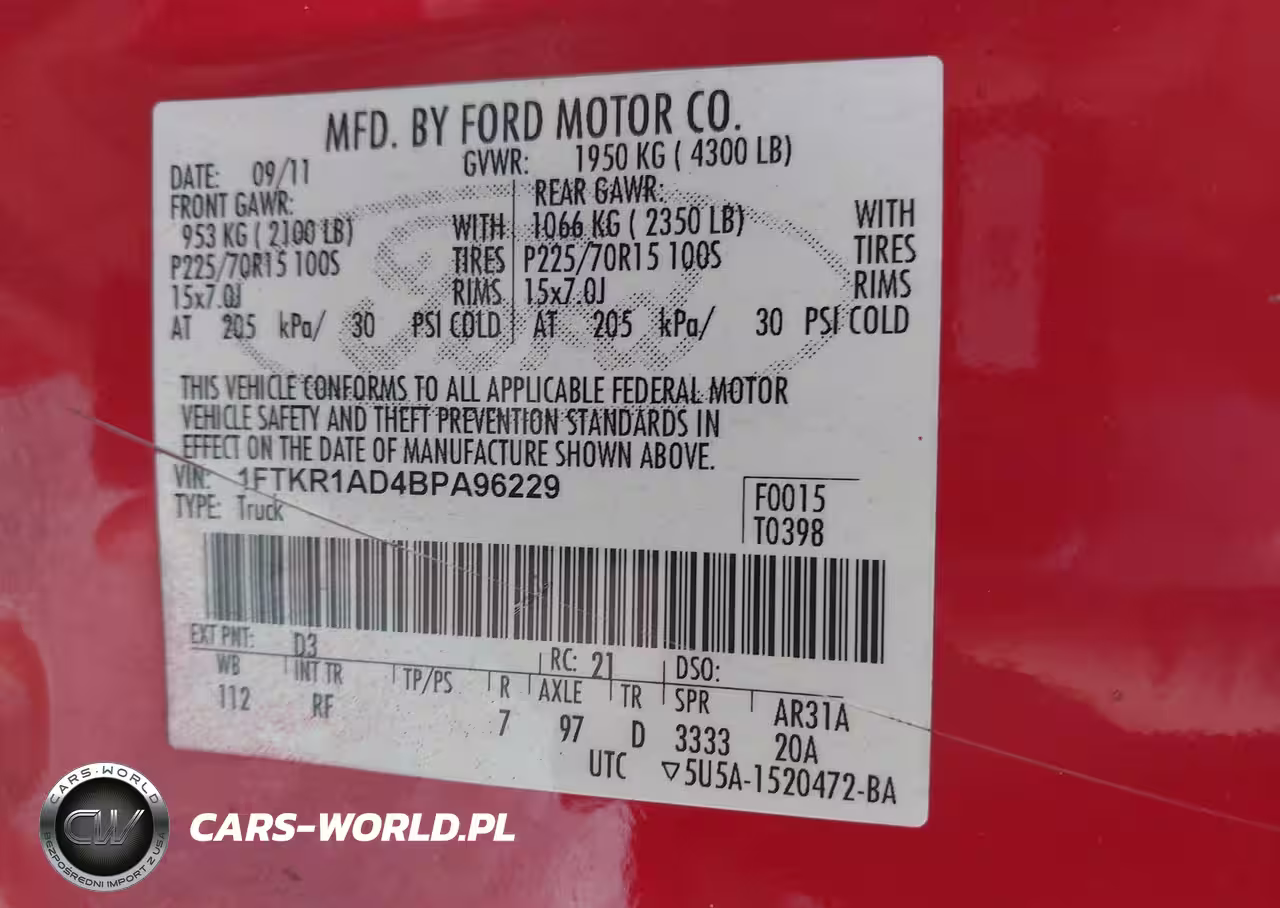 MFD. BY FORD MOTOR CO.
DATE: 09/11 GVWR: 1950 KG ( 4300 LB)
FRONT GAWR: REAR GAWR:
953 KG ( 2100 LB) WITH 1066 KG ( 2350 LB) WITH
P225/70R15 100S TIRES P225/70R15 100S TIRES
15x7.0J RIMS 15x7.0J RIMS
AT 205 kPa/ 30 PSI COLD AT 205 kPa/ 30 PSI COLD
Ford
THIS VEHICLE CONFORMS TO ALL APPLICABLE FEDERAL MOTOR
VEHICLE SAFETY AND THEFT PREVENTION STANDARDS IN
EFFECT ON THE DATE OF MANUFACTURE SHOWN ABOVE.
VIN: 1FTKR1AD4BPA96229
TYPE: Truck
F0015
T0398
EXT PNT: D3 RC: 21 DSO:
WB INT TR TP/PS R AXLE TR SPR AR31A
112 RF 7 97 D 3333 20A
UTC ▽5U5A-1520472-BA
CARS-WORLD
CW
BEZPOŚREDNI IMPORT Z USA
CARS-WORLD.PL